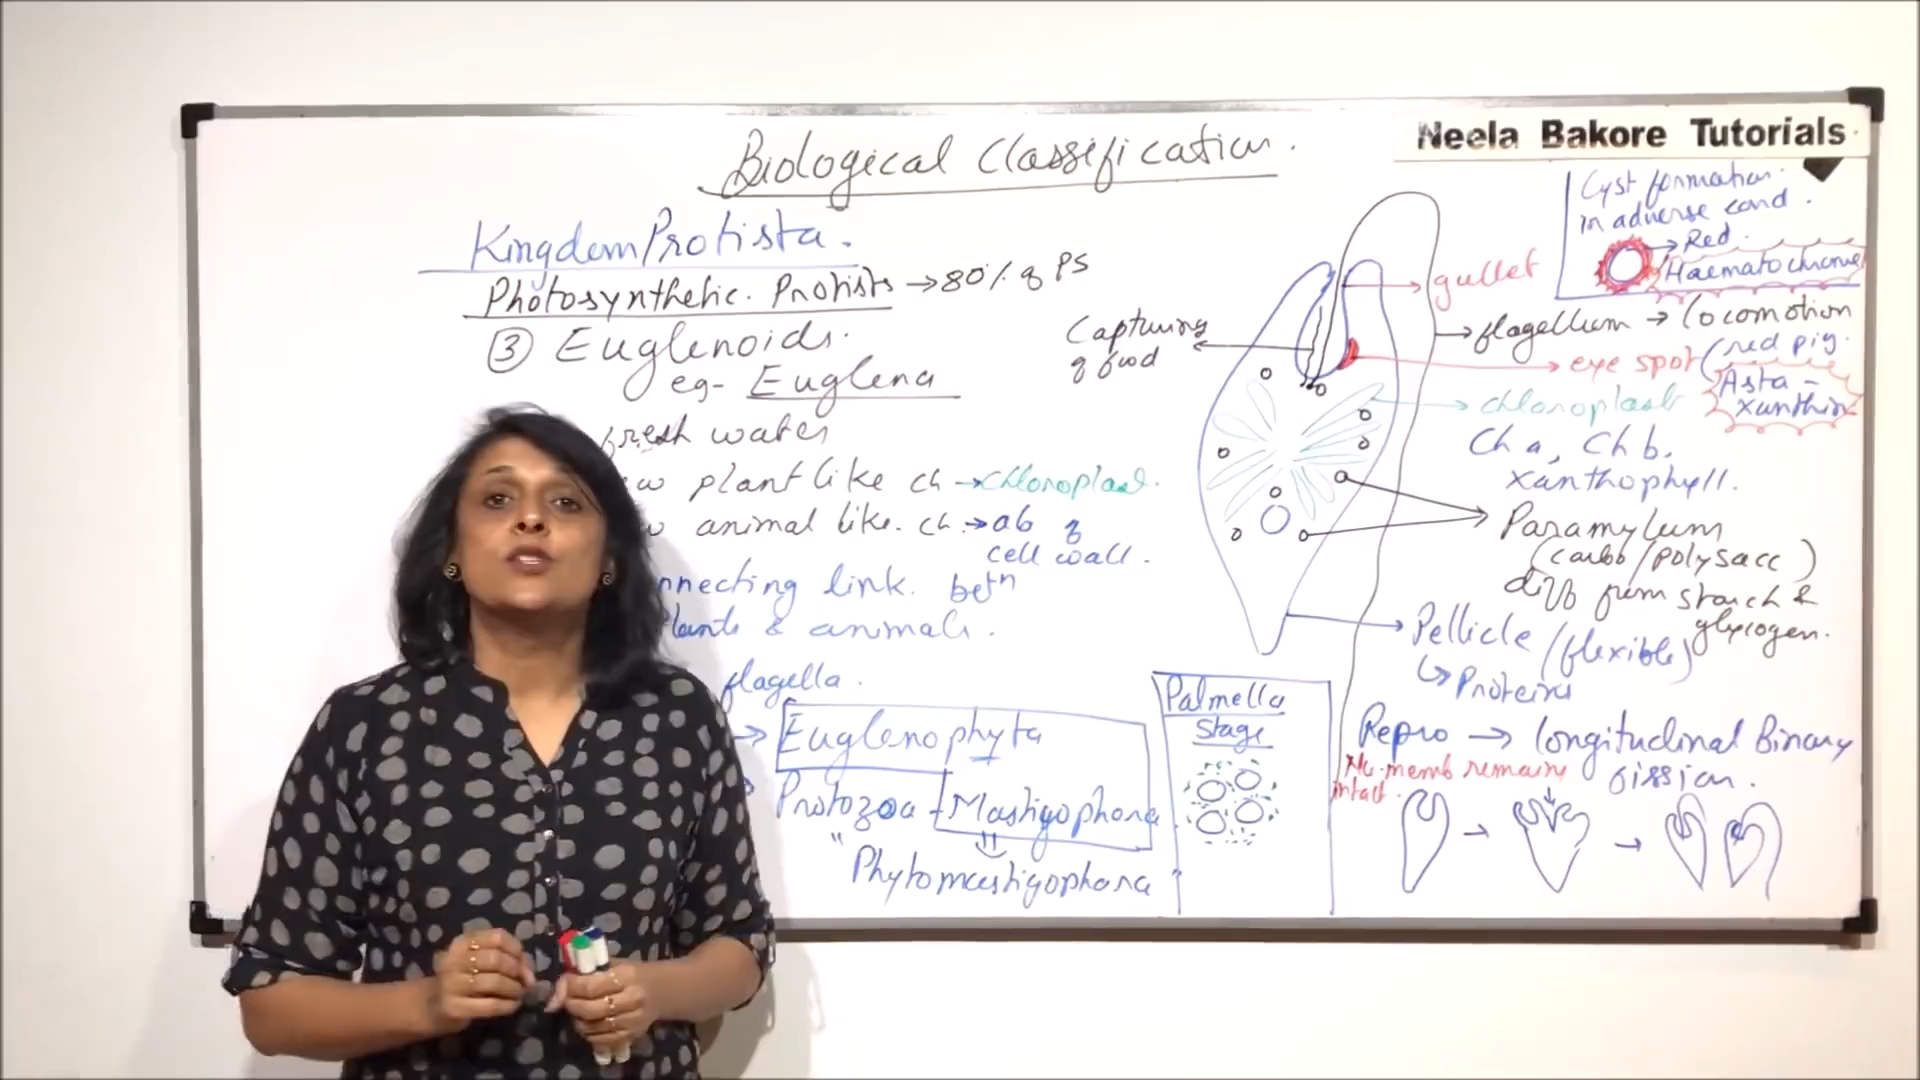 Neela Bakore Tutorials
Biological Classification.
Kingdom Protista.
Photosynthetic. Protists → 80% of PS
③ Euglenoids.
eg- Euglena
fresh water
plant like ch → chloroplast.
animal like. ch. → ab of
cell wall.
nnecting link. betn
lants & animals.
flagella.
→ Euglenophyta
Protozoa - Mastigophora
"Phytomastigophora
Capturing
of food
gullet
flagellum → locomotion
eye spot (red pig.
Asta-
xanthin
chloroplast
Ch a, Ch b.
xanthophyll.
Paramylum
(carbo/polysacc)
diff from starch &
glycogen.
Pellicle (flexible)
↳ Proteins
Cyst formation.
in adverse cond.
→ Red.
Haematochrome
Palmella
Stage
Repro → longitudinal Binary
fission.
Nu. memb remains
intact.